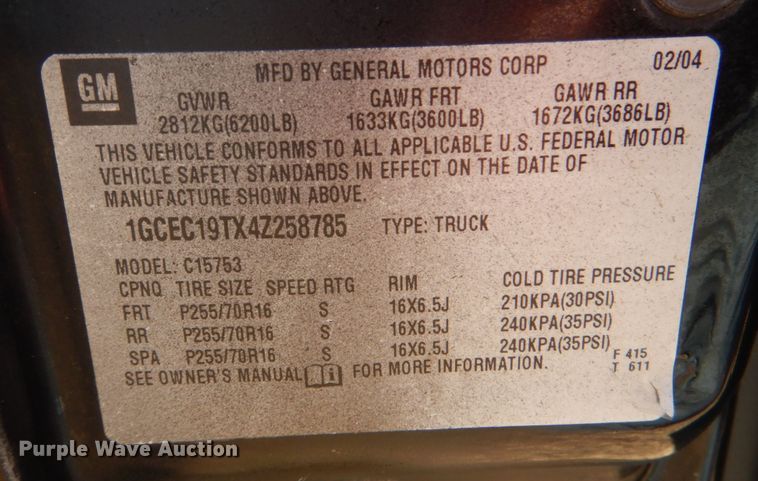 GM
MFD BY GENERAL MOTORS CORP 02/04
GVWR GAWR FRT GAWR RR
2812KG(6200LB) 1633KG(3600LB) 1672KG(3686LB)
THIS VEHICLE CONFORMS TO ALL APPLICABLE U.S. FEDERAL MOTOR
VEHICLE SAFETY STANDARDS IN EFFECT ON THE DATE OF
MANUFACTURE SHOWN ABOVE.
1GCEC19TX4Z258785 TYPE: TRUCK
MODEL: C15753
CPNQ TIRE SIZE SPEED RTG RIM COLD TIRE PRESSURE
FRT P255/70R16 S 16X6.5J 210KPA(30PSI)
RR P255/70R16 S 16X6.5J 240KPA(35PSI)
SPA P255/70R16 S 16X6.5J 240KPA(35PSI)
SEE OWNER'S MANUAL i FOR MORE INFORMATION.
F 415
T 611
Purple Wave Auction